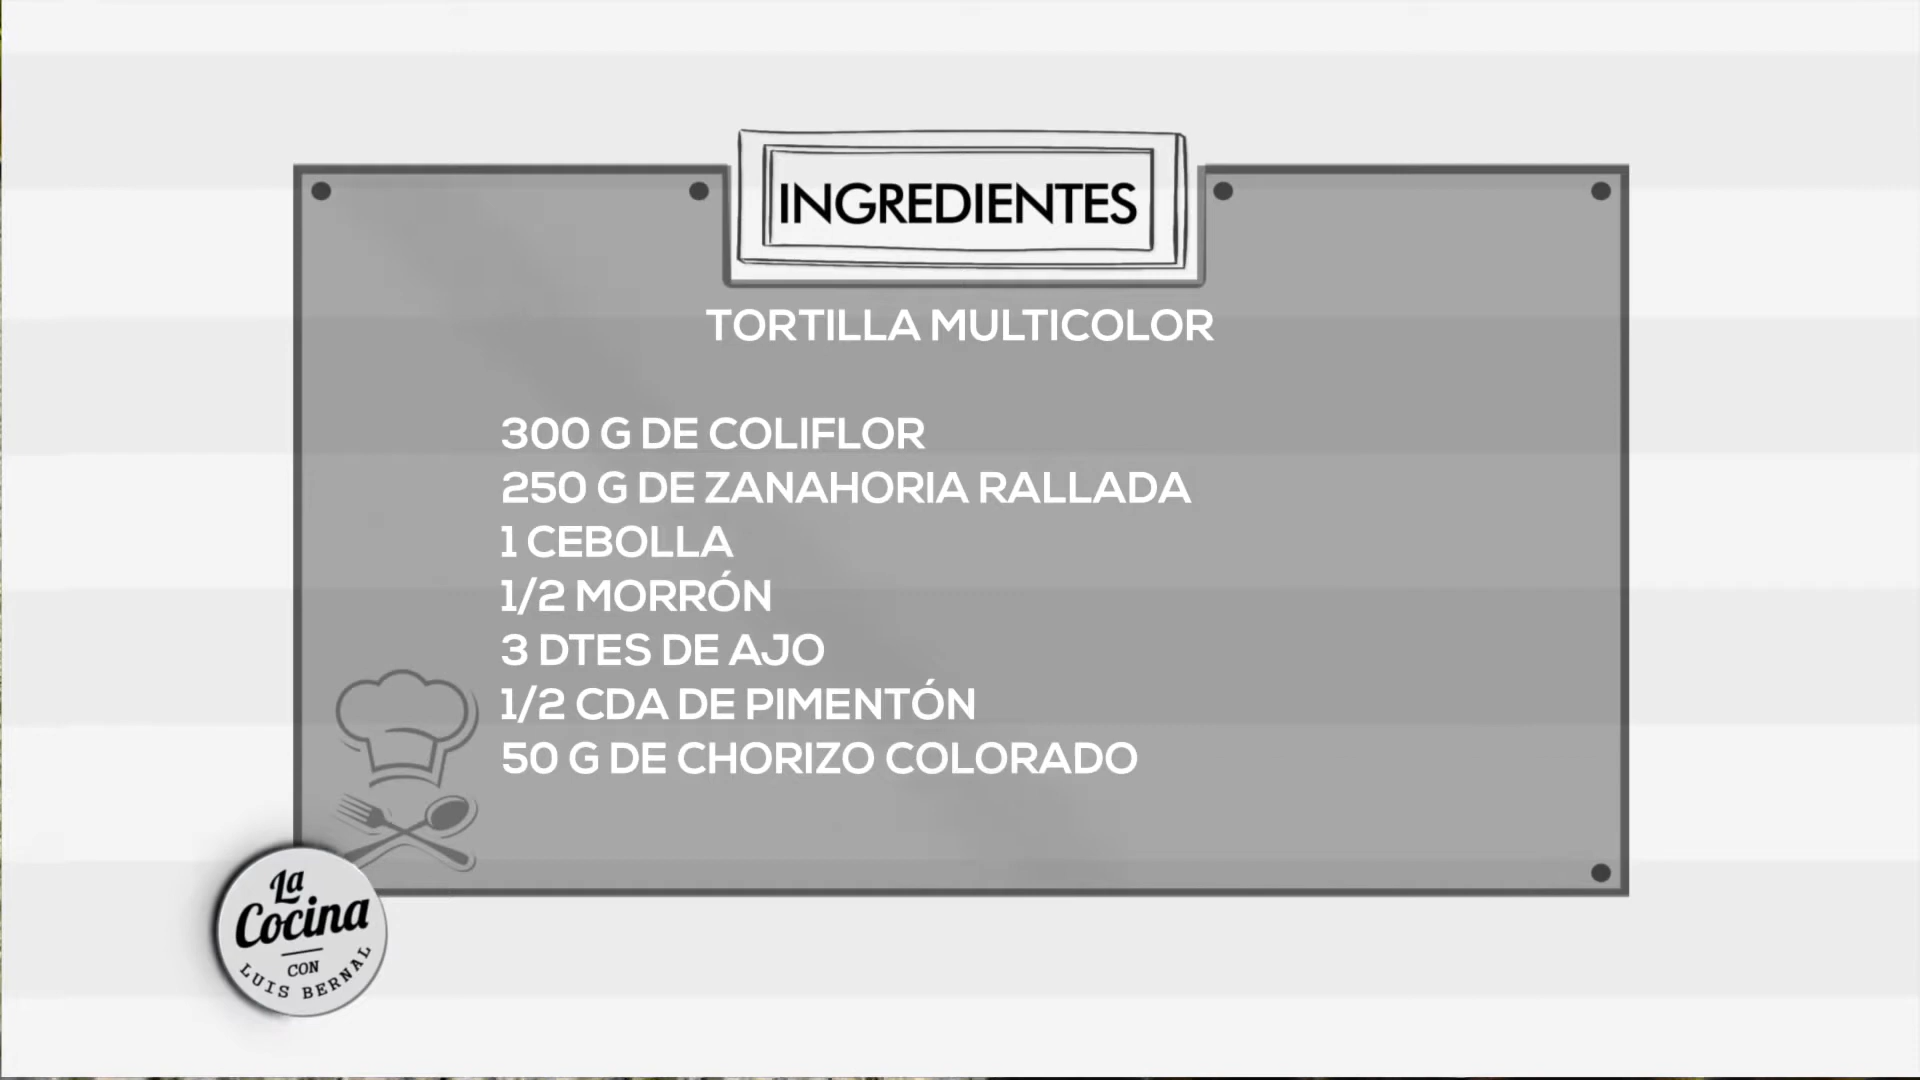 INGREDIENTES
TORTILLA MULTICOLOR
300 G DE COLIFLOR
250 G DE ZANAHORIA RALLADA
1 CEBOLLA
1/2 MORRÓN
3 DTES DE AJO
1/2 CDA DE PIMENTÓN
50 G DE CHORIZO COLORADO
La
Cocina
CON
LUIS BERNAL